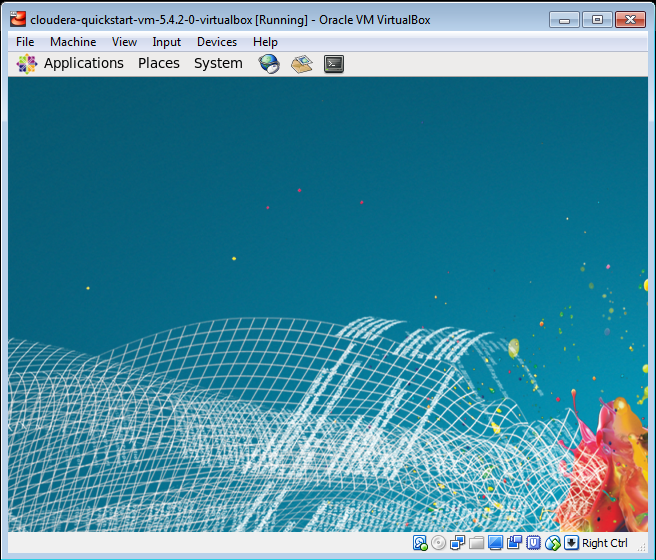 cloudera-quickstart-vm-5.4.2-0-virtualbox [Running] - Oracle VM VirtualBox
File Machine View Input Devices Help
Applications Places System
Right Ctrl